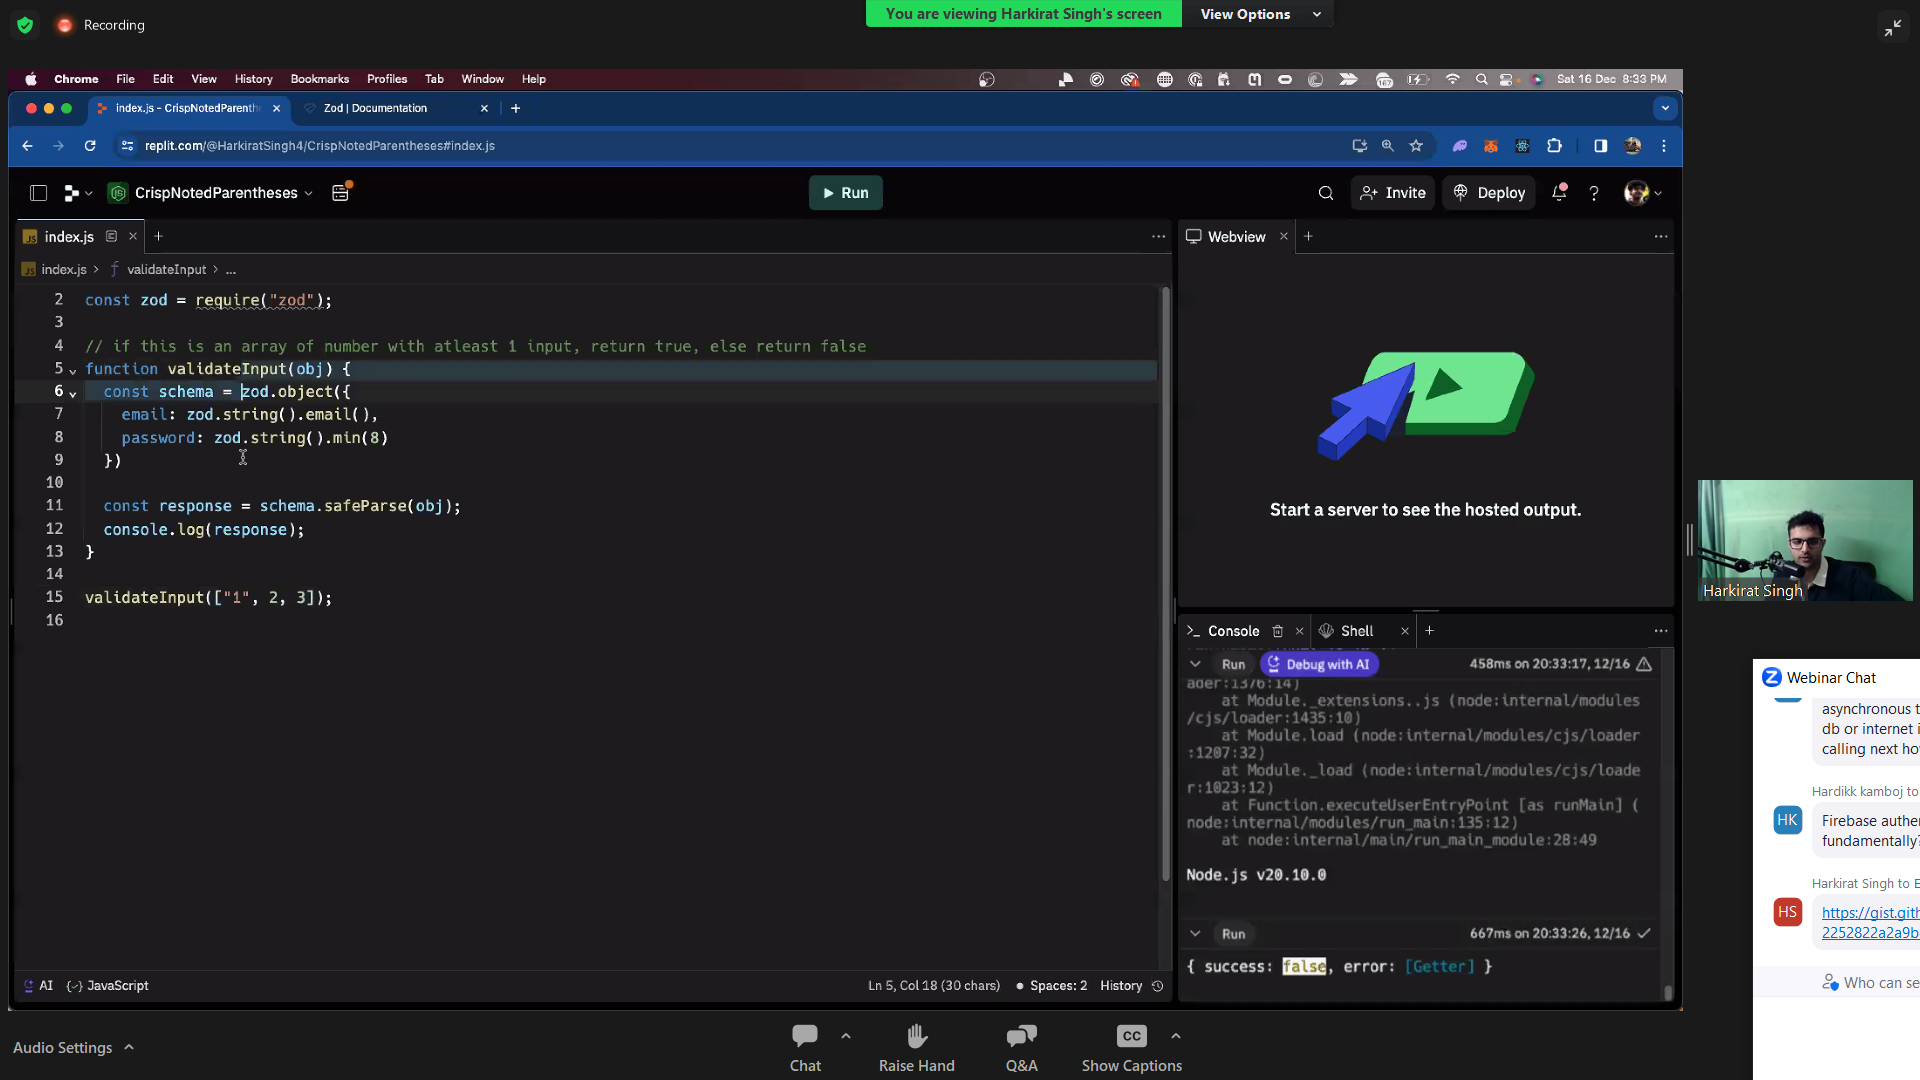 Recording
You are viewing Harkirat Singh's screen
View Options
Chrome File Edit View History Bookmarks Profiles Tab Window Help
Sat 16 Dec 8:33 PM
index.js - CrispNotedParenth
Zod | Documentation
replit.com/@HarkiratSingh4/CrispNotedParentheses#index.js
CrispNotedParentheses
Run
Invite
Deploy
index.js
Webview
index.js > validateInput > ...
2 const zod = require("zod");
3
4 // if this is an array of number with atleast 1 input, return true, else return false
5 function validateInput(obj) {
6 const schema = zod.object({
7 email: zod.string().email(),
8 password: zod.string().min(8)
9 })
10
11 const response = schema.safeParse(obj);
12 console.log(response);
13 }
14
15 validateInput(["1", 2, 3]);
16
Start a server to see the hosted output.
Harkirat Singh
Console
Shell
Run
Debug with AI
458ms on 20:33:17, 12/16
ader:1376:14)
at Module._extensions..js (node:internal/modules
/cjs/loader:1435:10)
at Module.load (node:internal/modules/cjs/loader
:1207:32)
at Module._load (node:internal/modules/cjs/loade
r:1023:12)
at Function.executeUserEntryPoint [as runMain] (
node:internal/modules/run_main:135:12)
at node:internal/main/run_main_module:28:49
Node.js v20.10.0
Run
667ms on 20:33:26, 12/16
{ success: false, error: [Getter] }
AI
JavaScript
Ln 5, Col 18 (30 chars)
Spaces: 2
History
Webinar Chat
asynchronous t
db or internet i
calling next ho
Hardikk kamboj to
HK
Firebase authe
fundamentally?
Harkirat Singh to E
HS
https://gist.gith
2252822a2a9b
Who can se
Audio Settings
Chat
Raise Hand
Q&A
CC
Show Captions